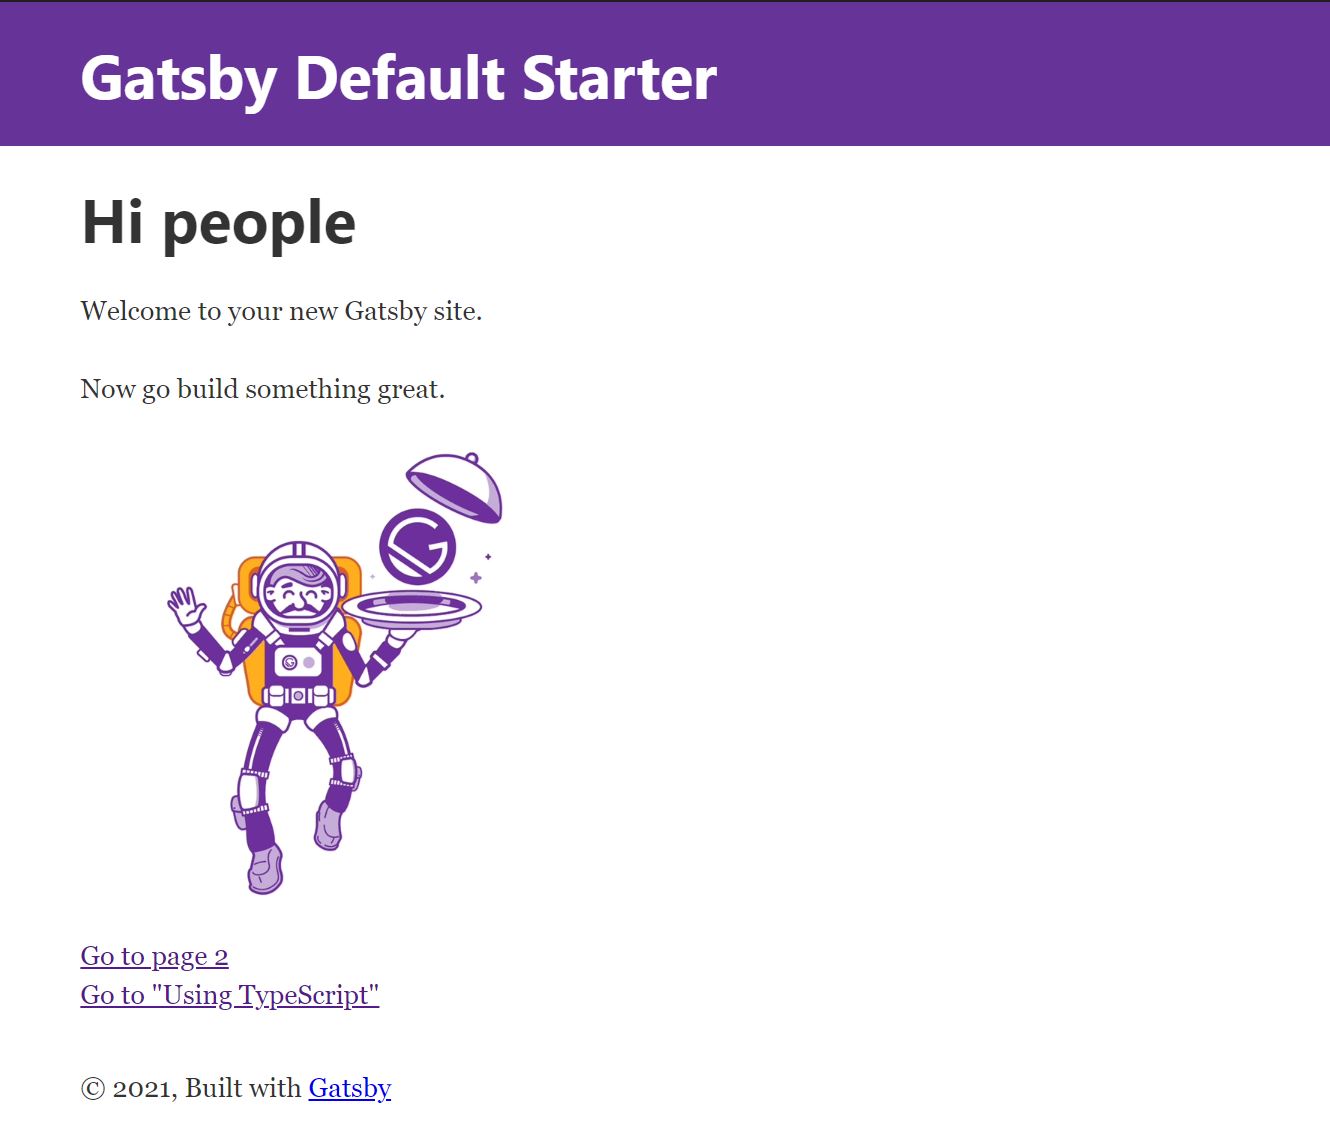 Gatsby Default Starter
Hi people
Welcome to your new Gatsby site.
Now go build something great.
Go to page 2
Go to "Using TypeScript"
© 2021, Built with Gatsby